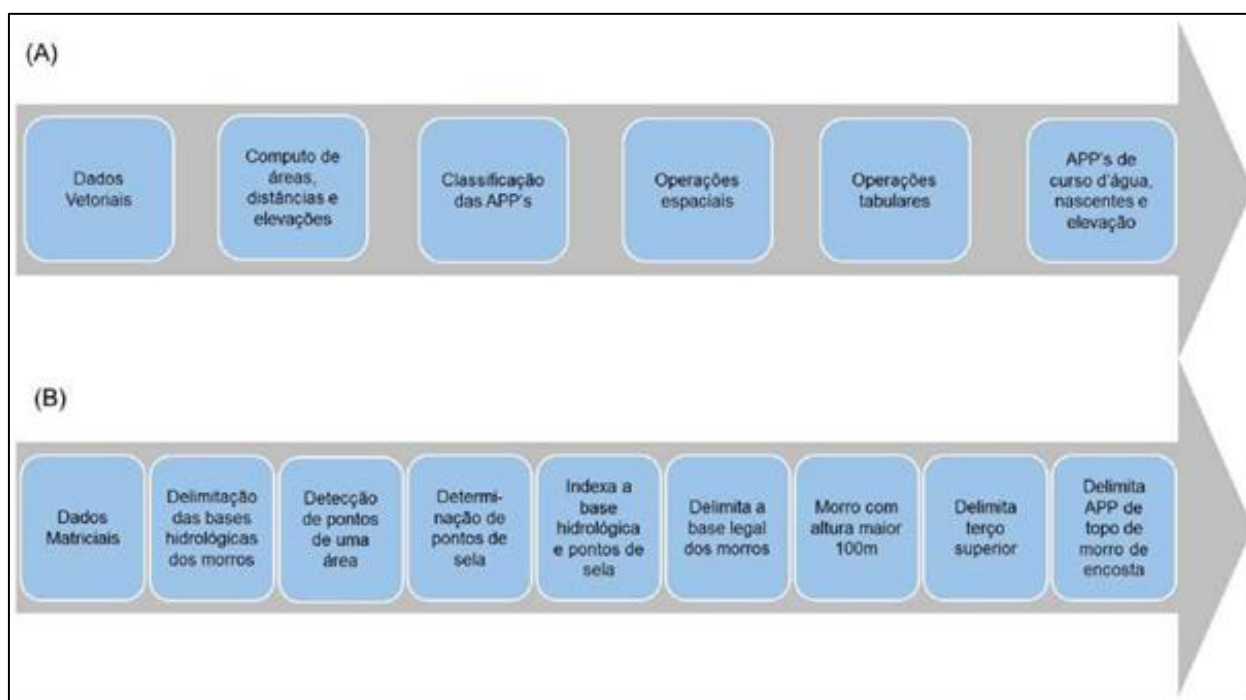 (A)
Dados
Vetoriais
Computo de
áreas,
distâncias e
elevações
Classificação
das APP's
Operações
espaciais
Operações
tabulares
APP's de
curso d'água,
nascentes e
elevação
(B)
Dados
Matriciais
Delimitação
das bases
hidrológicas
dos morros
Detecção
de pontos
de uma
área
Determi-
nação de
pontos de
sela
Indexa a
base
hidrológica
e pontos de
sela
Delimita a
base legal
dos morros
Morro com
altura maior
100m
Delimita
terço
superior
Delimita
APP de
topo de
morro de
encosta